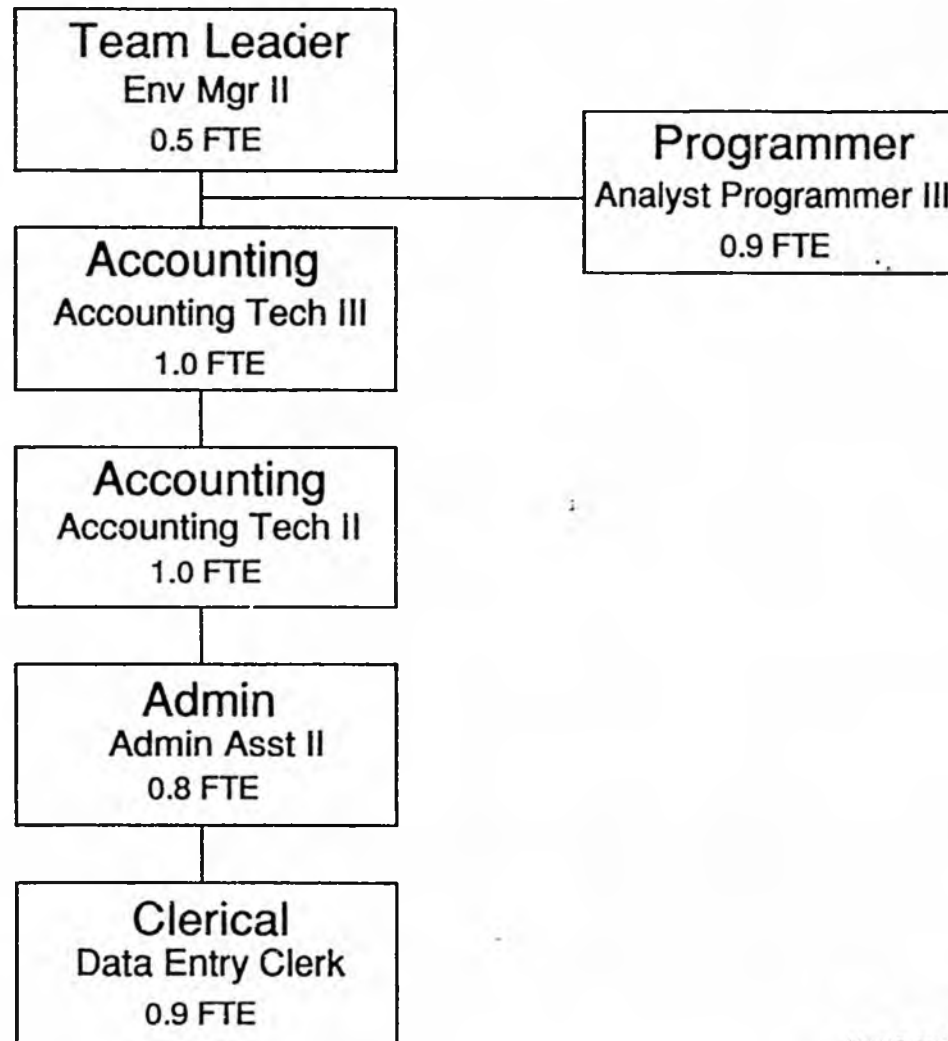 Team Leader
Env Mgr II
0.5 FTE
Programmer
Analyst Programmer III
0.9 FTE
Accounting
Accounting Tech III
1.0 FTE
Accounting
Accounting Tech II
1.0 FTE
Admin
Admin Asst II
0.8 FTE
Clerical
Data Entry Clerk
0.9 FTE